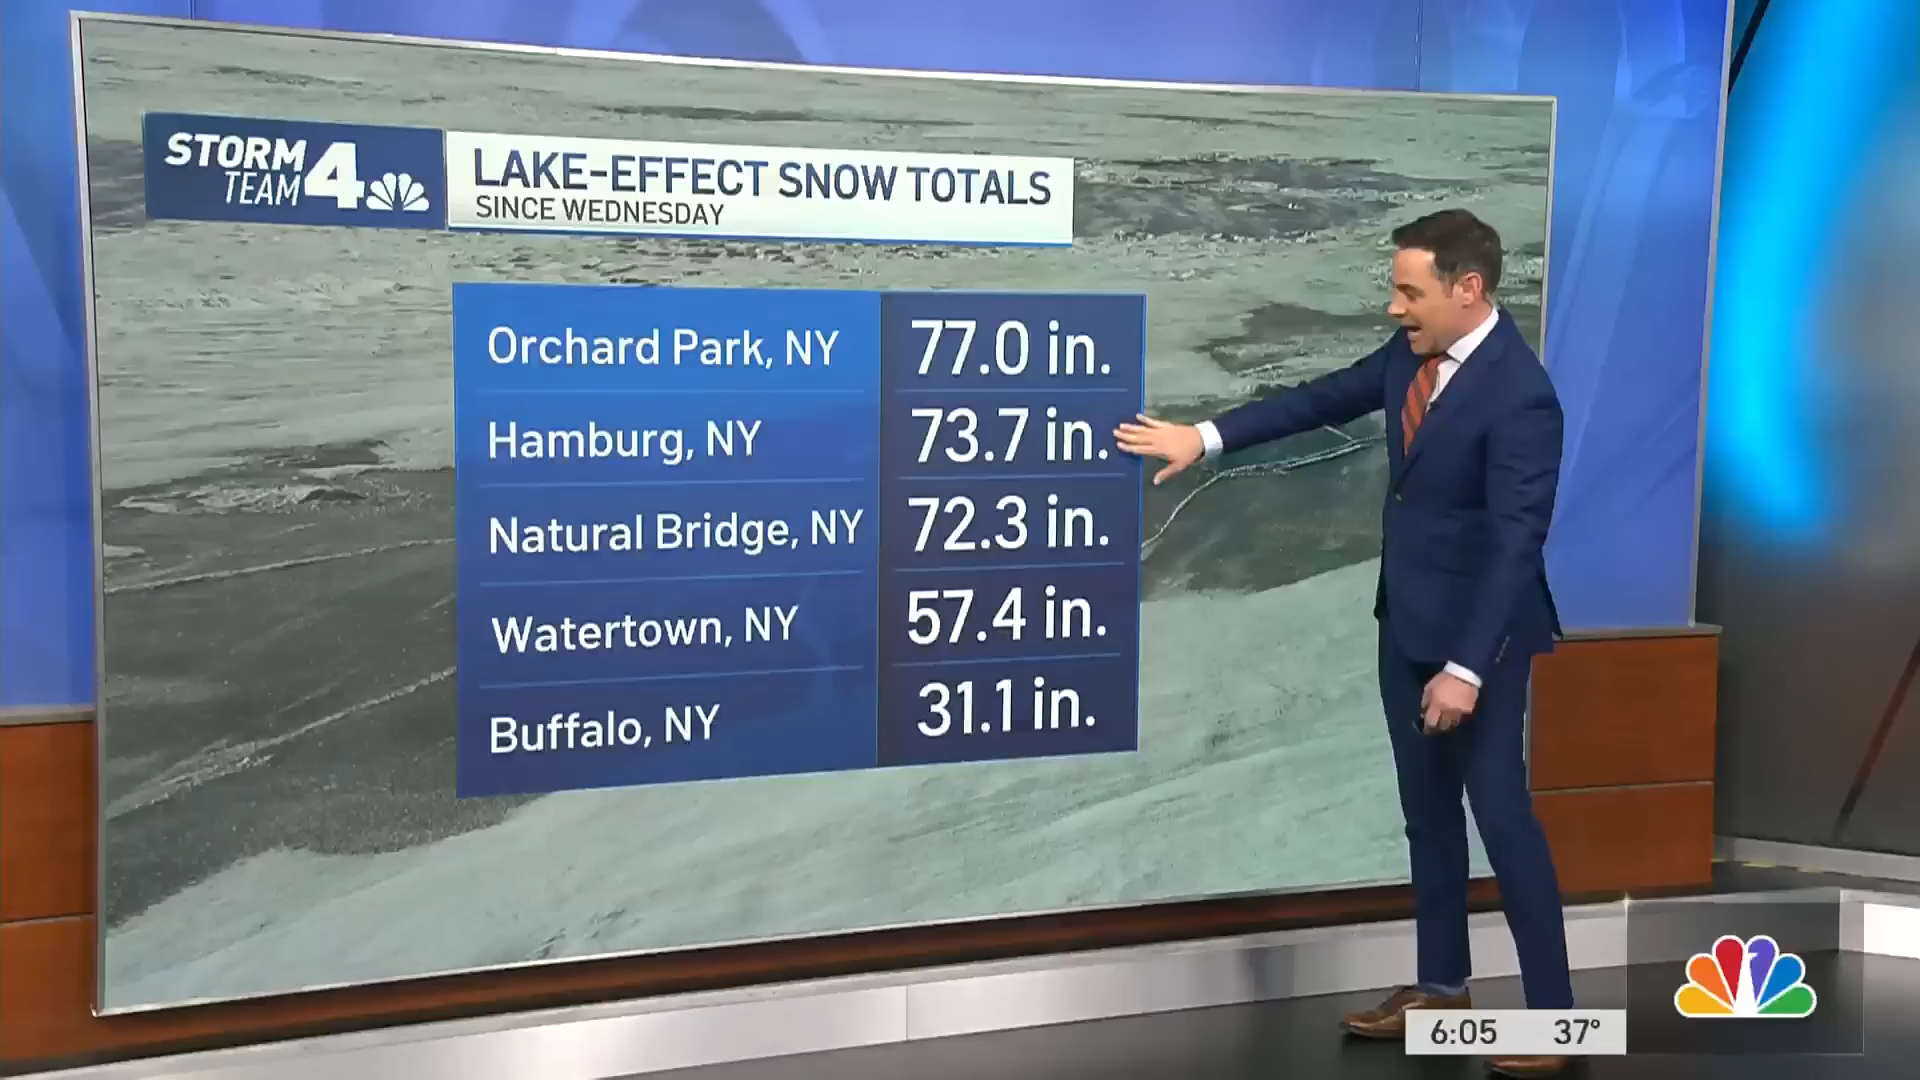 STORM
TEAM 4
LAKE-EFFECT SNOW TOTALS
SINCE WEDNESDAY
Orchard Park, NY 77.0 in.
Hamburg, NY 73.7 in.
Natural Bridge, NY 72.3 in.
Watertown, NY 57.4 in.
Buffalo, NY 31.1 in.
6:05 37°